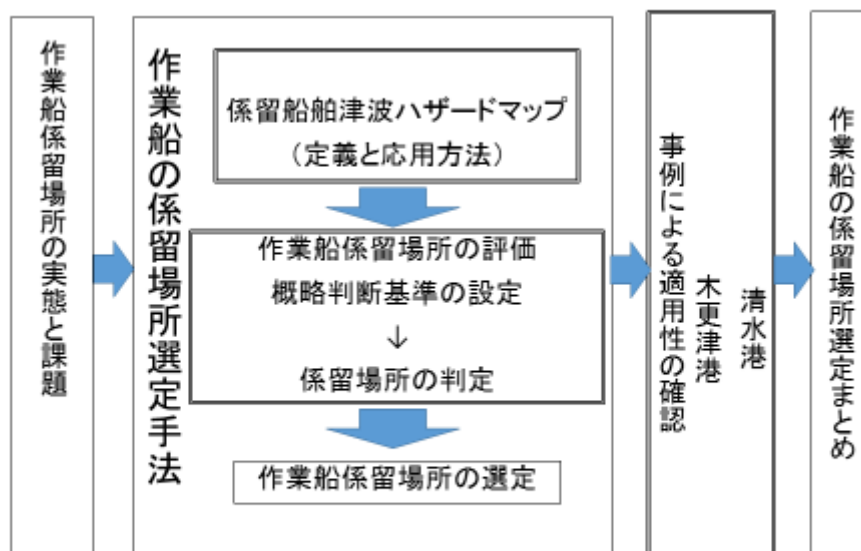 作業船係留場所の実態と課題
作業船の係留場所選定手法
係留船舶津波ハザードマップ
（定義と応用方法）
作業船係留場所の評価
概略判断基準の設定
↓
係留場所の判定
作業船係留場所の選定
事例による適用性の確認
木更津港
清水港
作業船の係留場所選定まとめ